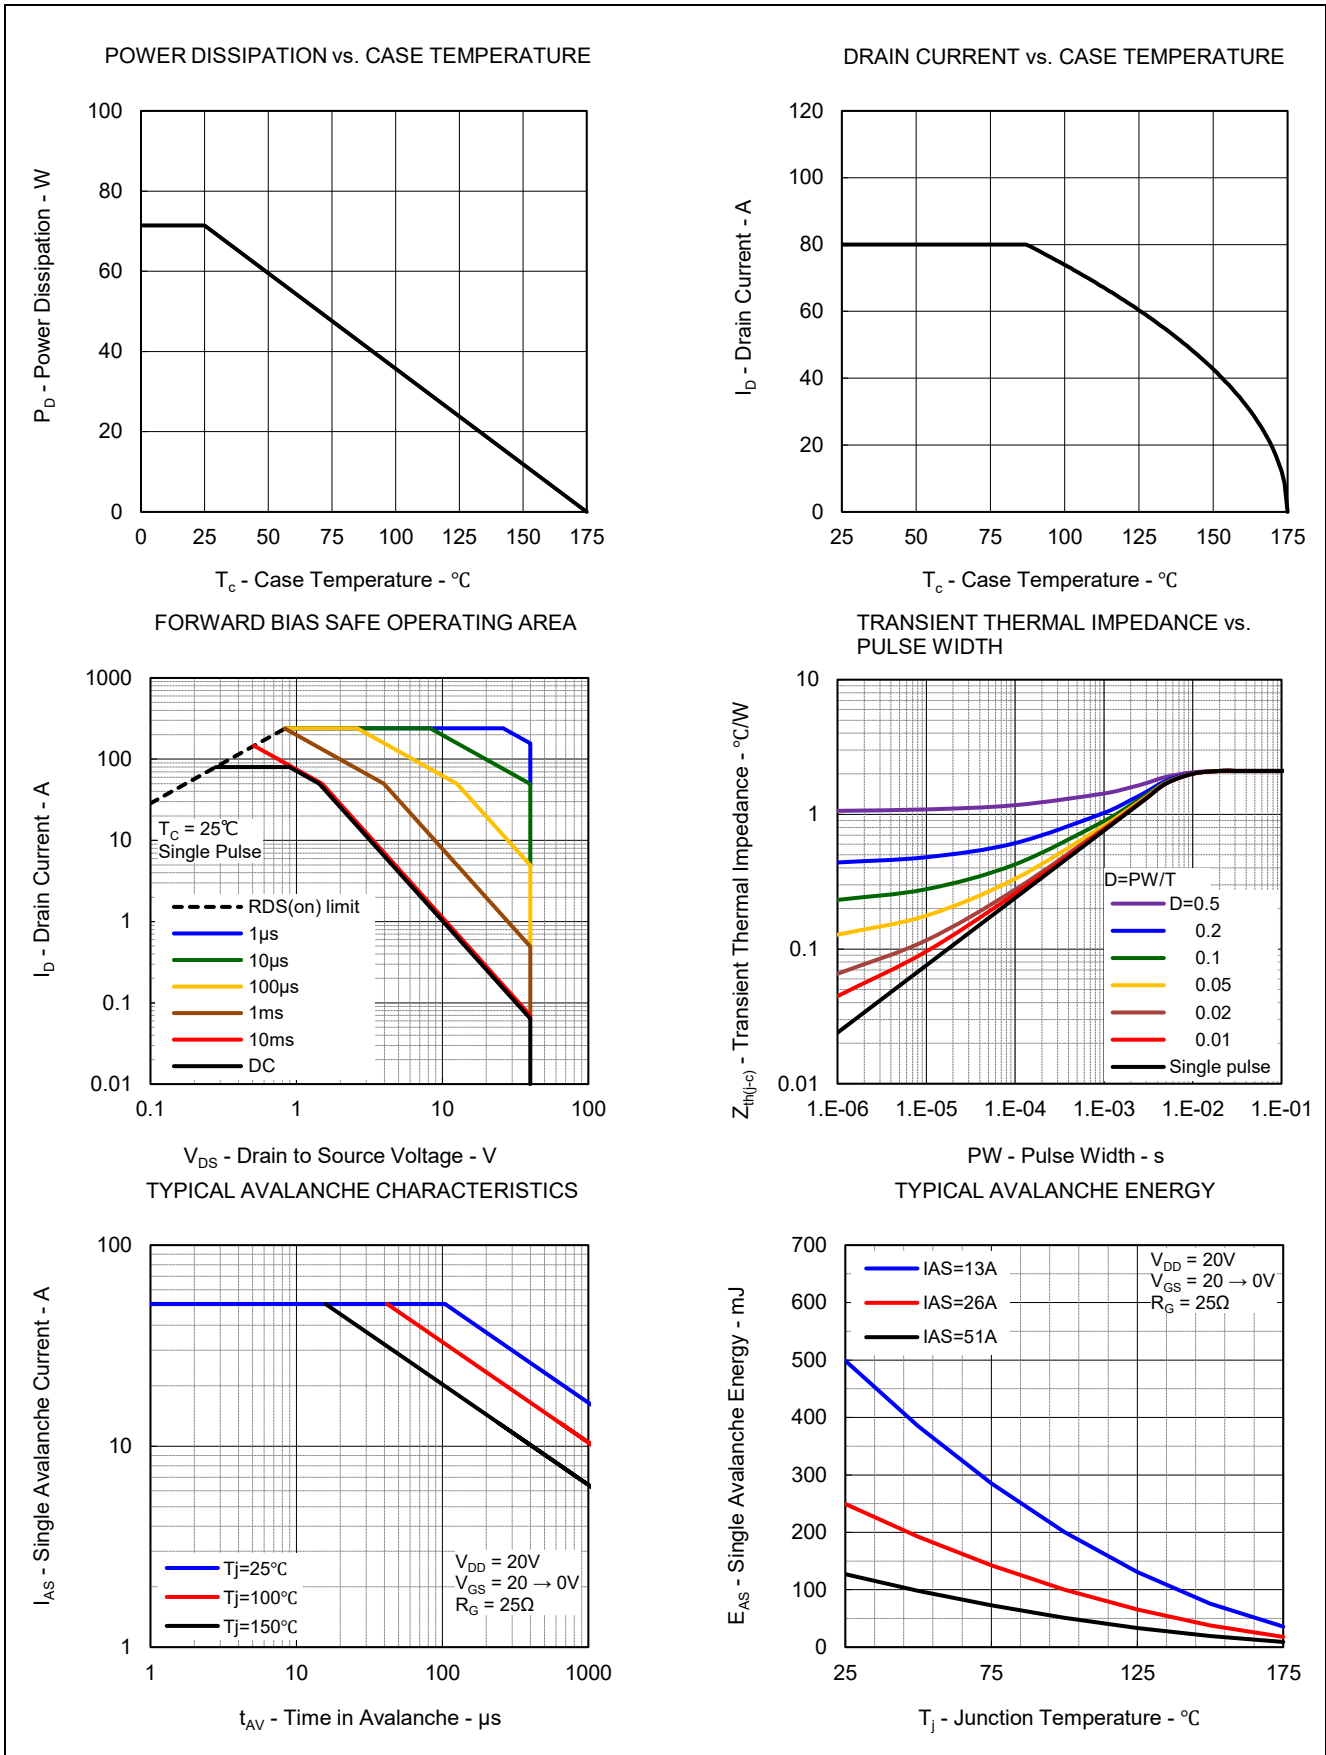 POWER DISSIPATION vs. CASE TEMPERATURE
100
80
60
40
20
0
0 25 50 75 100 125 150 175
P_D - Power Dissipation - W
T_c - Case Temperature - ℃
DRAIN CURRENT vs. CASE TEMPERATURE
120
100
80
60
40
20
0
25 50 75 100 125 150 175
I_D - Drain Current - A
T_c - Case Temperature - ℃
FORWARD BIAS SAFE OPERATING AREA
1000
100
10
1
0.1
0.01
0.1 1 10 100
I_D - Drain Current - A
T_C = 25℃
Single Pulse
RDS(on) limit
1μs
10μs
100μs
1ms
10ms
DC
V_DS - Drain to Source Voltage - V
TRANSIENT THERMAL IMPEDANCE vs.
PULSE WIDTH
10
1
0.1
0.01
1.E-06 1.E-05 1.E-04 1.E-03 1.E-02 1.E-01
Z_th(j-c) - Transient Thermal Impedance - ℃/W
D=PW/T
D=0.5
0.2
0.1
0.05
0.02
0.01
Single pulse
PW - Pulse Width - s
TYPICAL AVALANCHE CHARACTERISTICS
100
10
1
1 10 100 1000
I_AS - Single Avalanche Current - A
Tj=25℃
Tj=100℃
Tj=150℃
V_DD = 20V
V_GS = 20 → 0V
R_G = 25Ω
t_AV - Time in Avalanche - μs
TYPICAL AVALANCHE ENERGY
700
600
500
400
300
200
100
0
25 75 125 175
E_AS - Single Avalanche Energy - mJ
IAS=13A
IAS=26A
IAS=51A
V_DD = 20V
V_GS = 20 → 0V
R_G = 25Ω
T_j - Junction Temperature - ℃